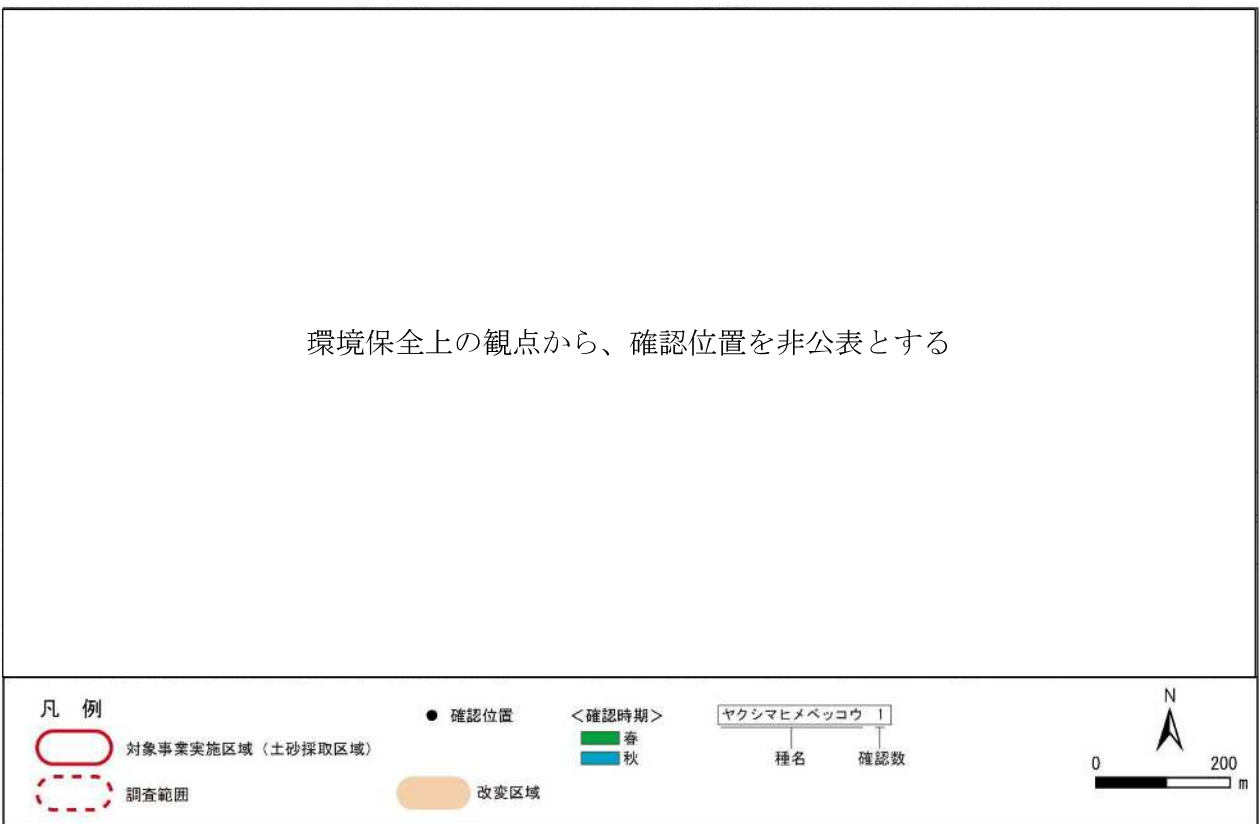 環境保全上の観点から、確認位置を非公表とする
凡 例
対象事業実施区域（土砂採取区域）
調査範囲
● 確認位置
改変区域
＜確認時期＞
春
秋
ヤクシマヒメベッコウ 1
種名 確認数
N
0 200
m